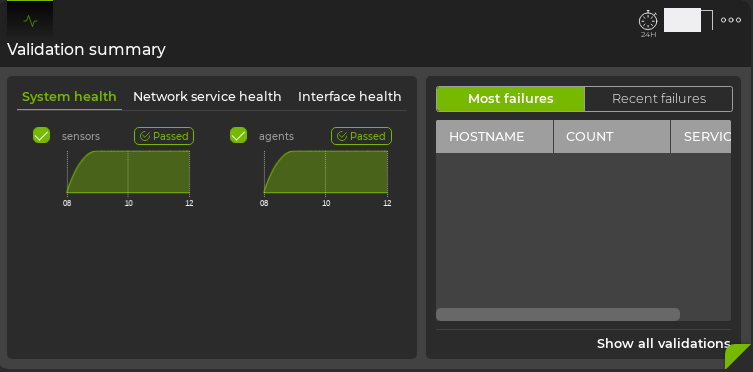 24H
Validation summary
System health Network service health Interface health
sensors Passed agents Passed
08 10 12 08 10 12
Most failures Recent failures
HOSTNAME COUNT SERVIC
Show all validations